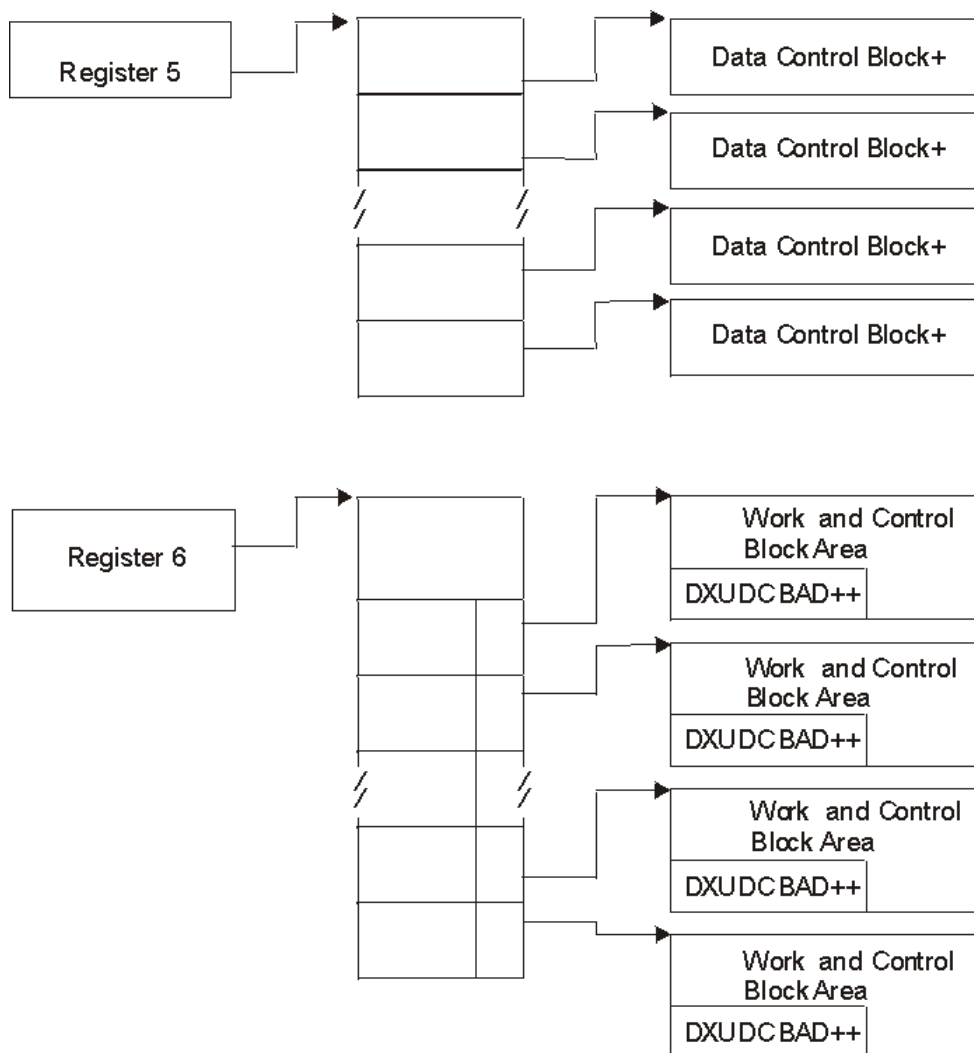 Register 5
Data Control Block+
Data Control Block+
Data Control Block+
Data Control Block+
Register 6
Work and Control
Block Area
DXUDCBAD++
Work and Control
Block Area
DXUDCBAD++
Work and Control
Block Area
DXUDCBAD++
Work and Control
Block Area
DXUDCBAD++